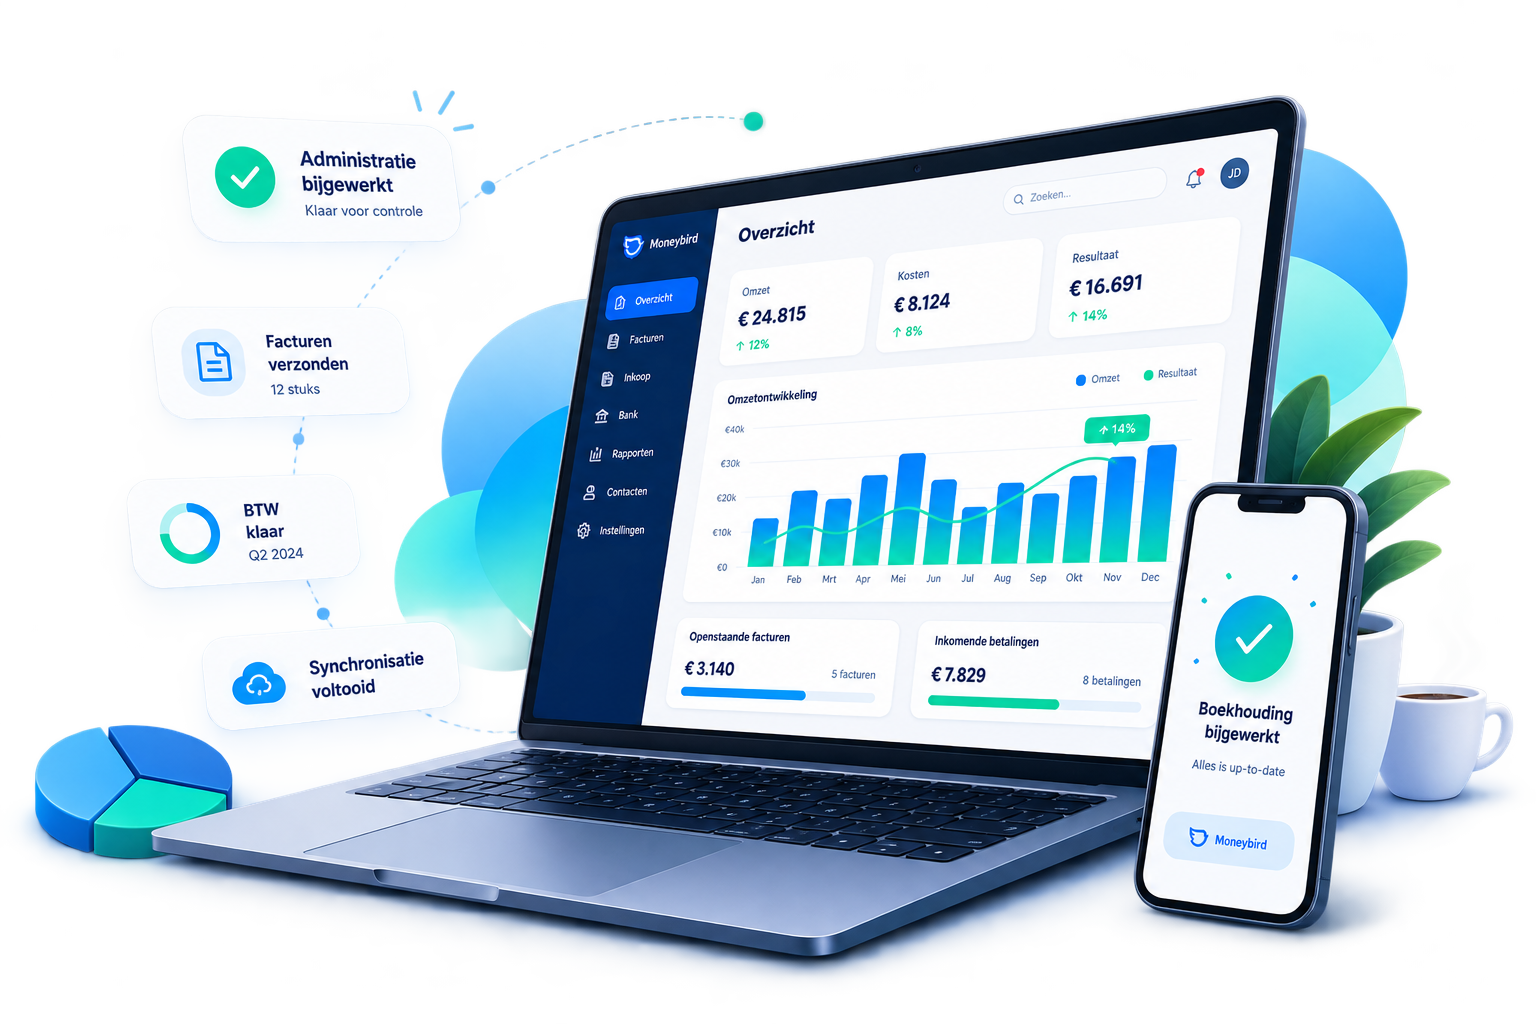 Administratie
bijgewerkt
Klaar voor controle
Facturen
verzonden
12 stuks
BTW
klaar
Q2 2024
Synchronisatie
voltooid
Moneybird
Overzicht
Facturen
Inkoop
Bank
Rapporten
Contacten
Instellingen
Overzicht
Zoeken...
JD
Omzet
€ 24.815
↑ 12%
Kosten
€ 8.124
↑ 8%
Resultaat
€ 16.691
↑ 14%
Omzetontwikkeling
Omzet
Resultaat
€40k
€30k
€20k
€10k
€0
↑ 14%
Jan Feb Mrt Apr Mei Jun Jul Aug Sep Okt Nov Dec
Openstaande facturen
€ 3.140
5 facturen
Inkomende betalingen
€ 7.829
8 betalingen
Boekhouding
bijgewerkt
Alles is up-to-date
Moneybird